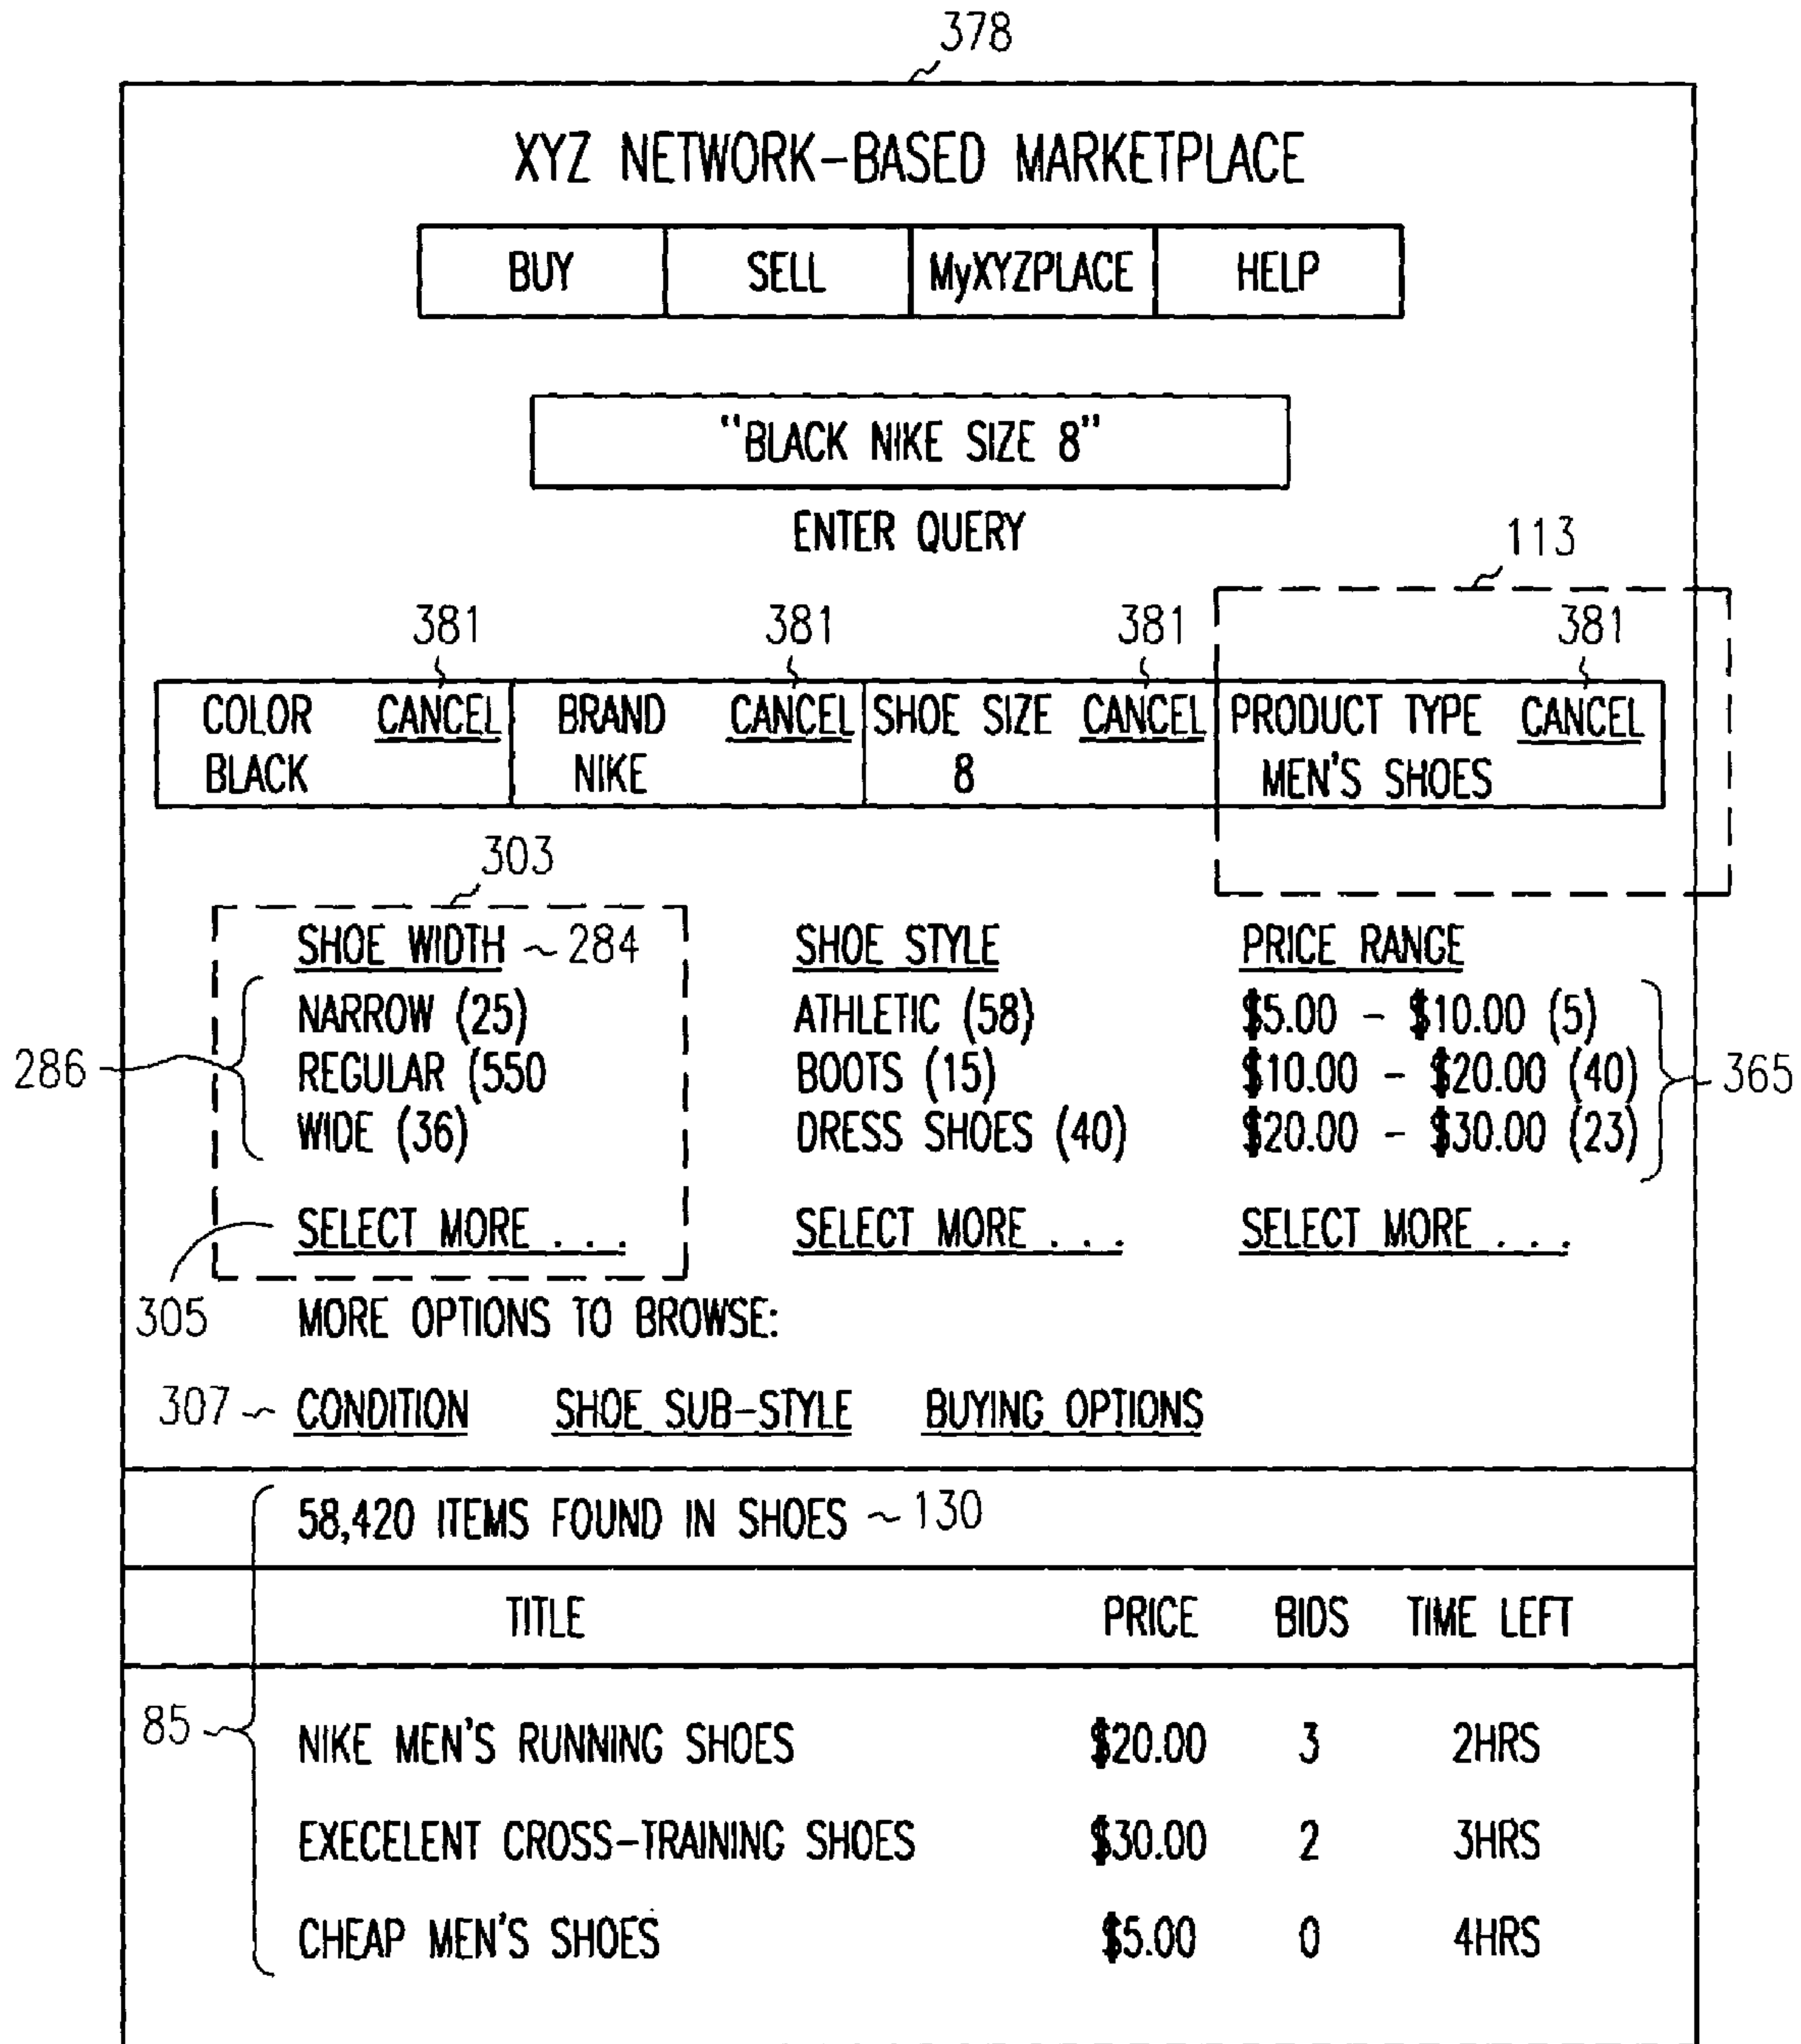 378
XYZ NETWORK-BASED MARKETPLACE
BUY SELL MyXYZPLACE HELP
"BLACK NIKE SIZE 8"
ENTER QUERY
113
381 381 381 381
COLOR CANCEL BRAND CANCEL SHOE SIZE CANCEL PRODUCT TYPE CANCEL
BLACK NIKE 8 MEN'S SHOES
303
SHOE WIDTH ~ 284 SHOE STYLE PRICE RANGE
NARROW (25) ATHLETIC (58) $5.00 - $10.00 (5)
286 REGULAR (550 BOOTS (15) $10.00 - $20.00 (40) 365
WIDE (36) DRESS SHOES (40) $20.00 - $30.00 (23)
SELECT MORE . . . SELECT MORE . . . SELECT MORE . . .
305 MORE OPTIONS TO BROWSE:
307 ~ CONDITION SHOE SUB-STYLE BUYING OPTIONS
58,420 ITEMS FOUND IN SHOES ~ 130
TITLE PRICE BIDS TIME LEFT
85 NIKE MEN'S RUNNING SHOES $20.00 3 2HRS
EXECELENT CROSS-TRAINING SHOES $30.00 2 3HRS
CHEAP MEN'S SHOES $5.00 0 4HRS